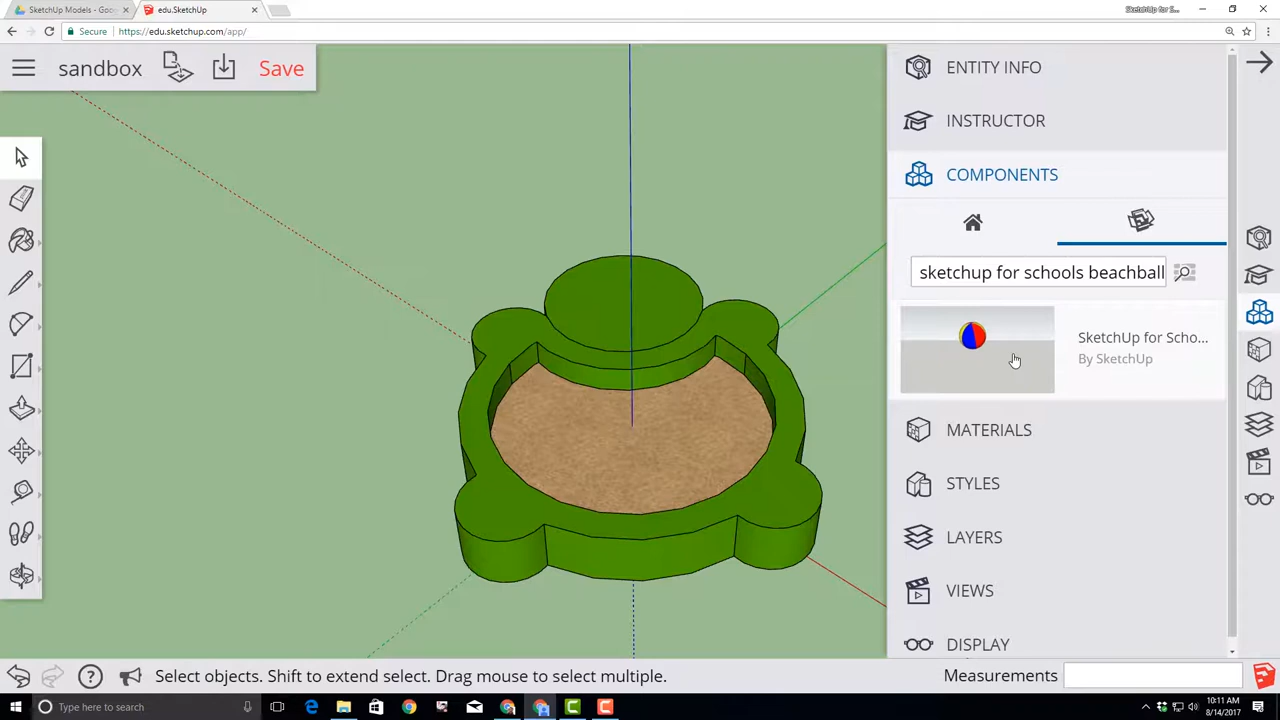 SketchUp Models - Goo
edu.SketchUp
SketchUp for S...
Secure
https://edu.sketchup.com/app/
sandbox
Save
ENTITY INFO
INSTRUCTOR
COMPONENTS
sketchup for schools beachball
SketchUp for Scho...
By SketchUp
MATERIALS
STYLES
LAYERS
VIEWS
DISPLAY
Select objects. Shift to extend select. Drag mouse to select multiple.
Measurements
Type here to search
10:11 AM
8/14/2017